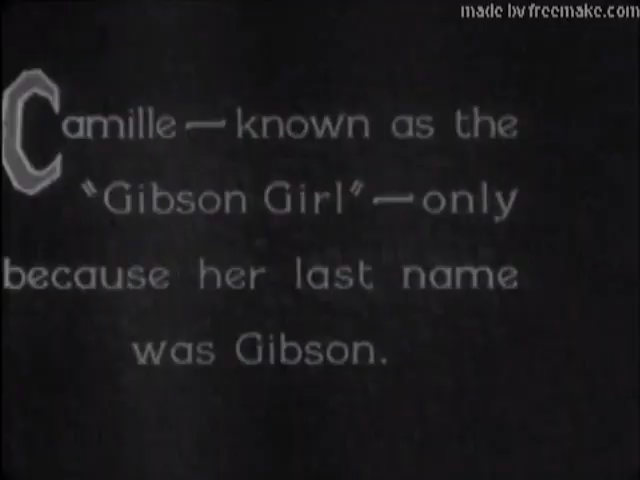 made by freemake.com
Camille — known as the
"Gibson Girl" — only
because her last name
was Gibson.